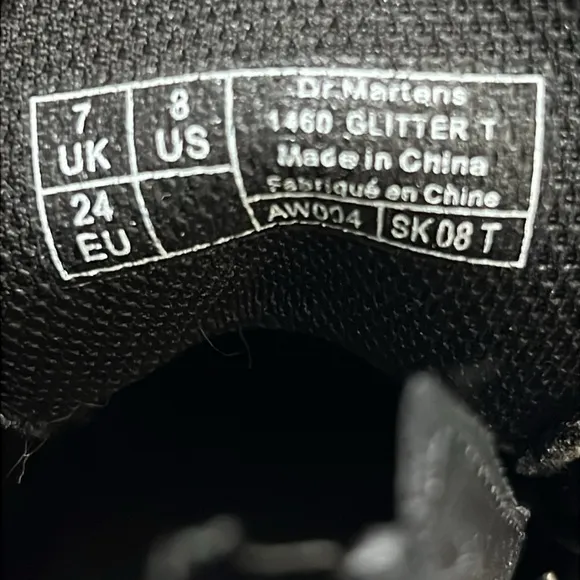 7 UK
8 US
24 EU
Dr.Martens
1460 GLITTER T
Made in China
Fabriqué en Chine
AW004
SK08T